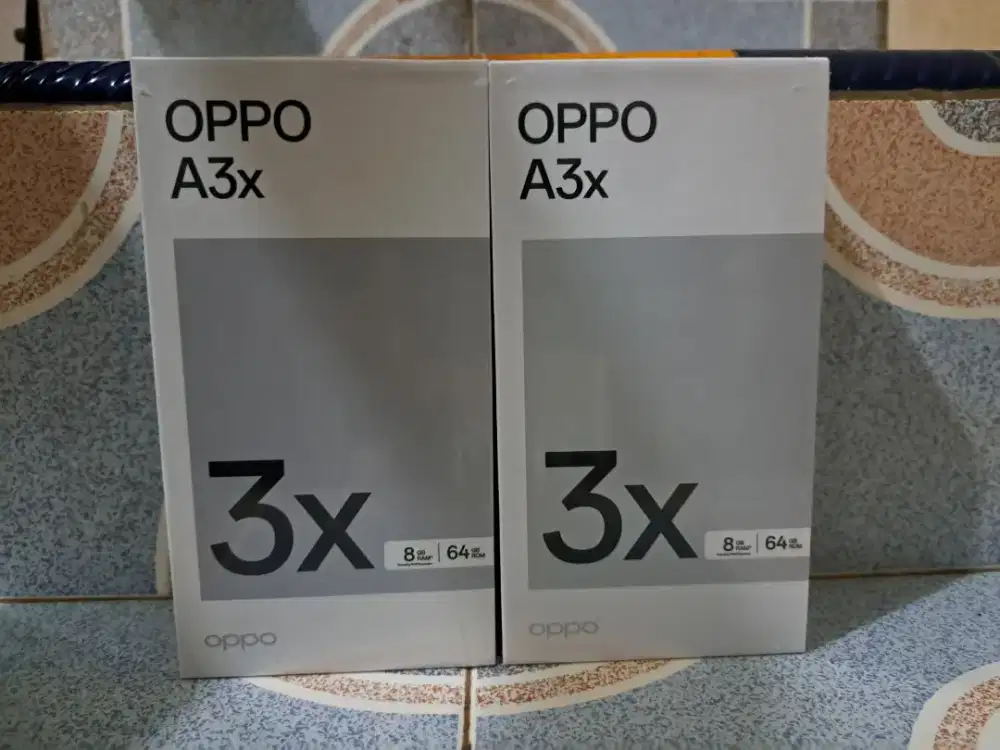 OPPO
A3x
3x
8 GB RAM* | 64 GB ROM
oppo
OPPO
A3x
3x
8 GB RAM* | 64 GB ROM
oppo